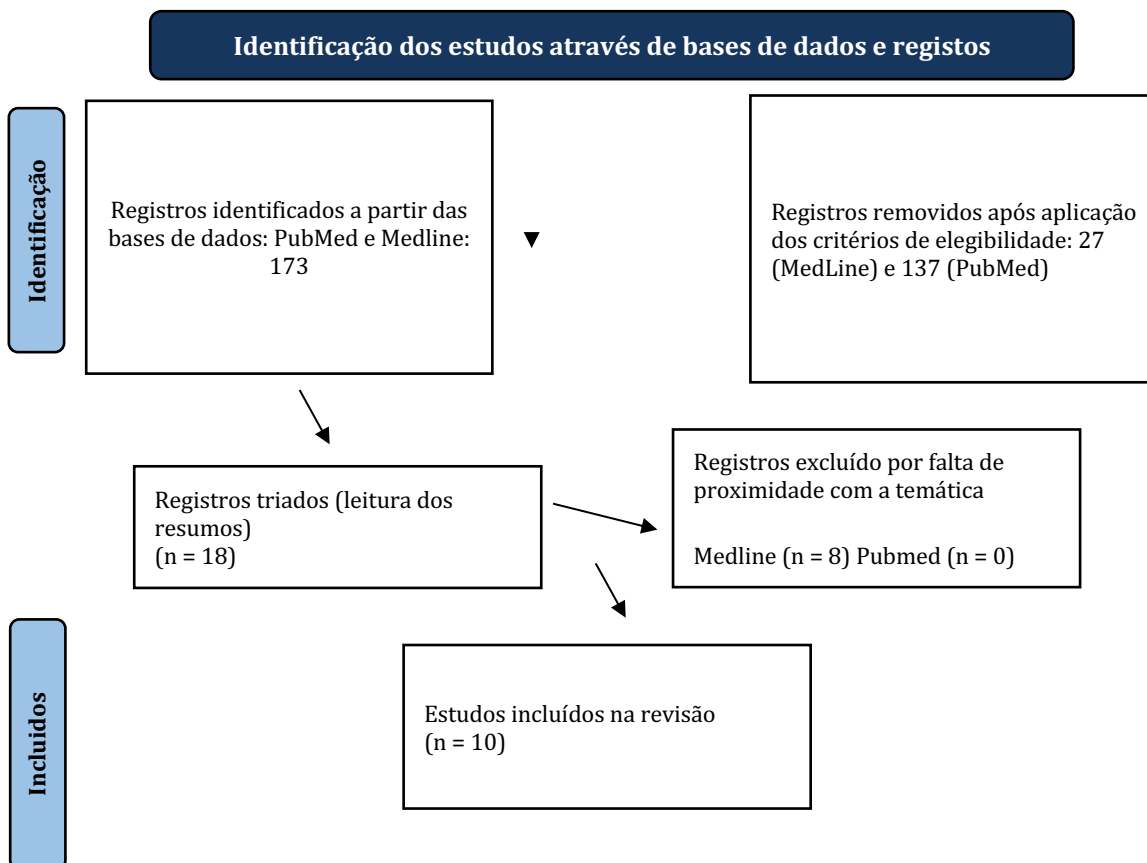 Identificação dos estudos através de bases de dados e registos
Identificação
Registros identificados a partir das
bases de dados: PubMed e Medline:
173
Registros removidos após aplicação
dos critérios de elegibilidade: 27
(MedLine) e 137 (PubMed)
Registros triados (leitura dos
resumos)
(n = 18)
Registros excluído por falta de
proximidade com a temática
Medline (n = 8) Pubmed (n = 0)
Incluidos
Estudos incluídos na revisão
(n = 10)